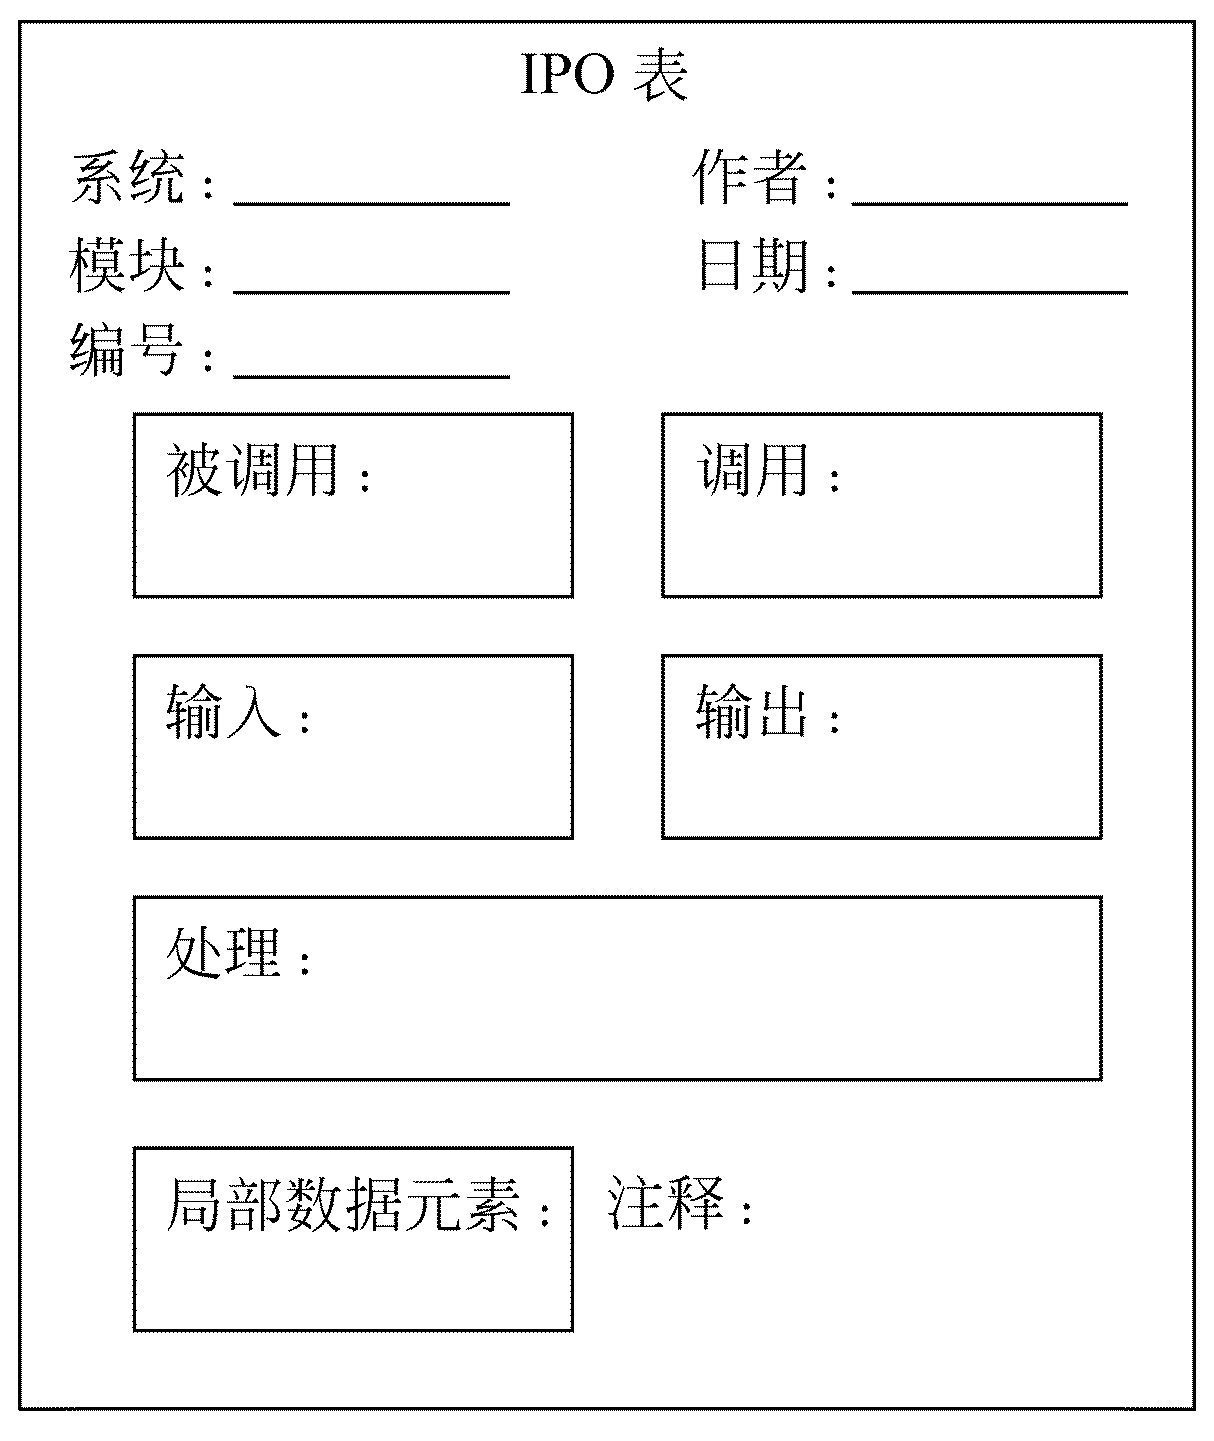 IPO 表
系统: 作者:
模块: 日期:
编号:
被调用: 调用:
输入: 输出:
处理:
局部数据元素: 注释: